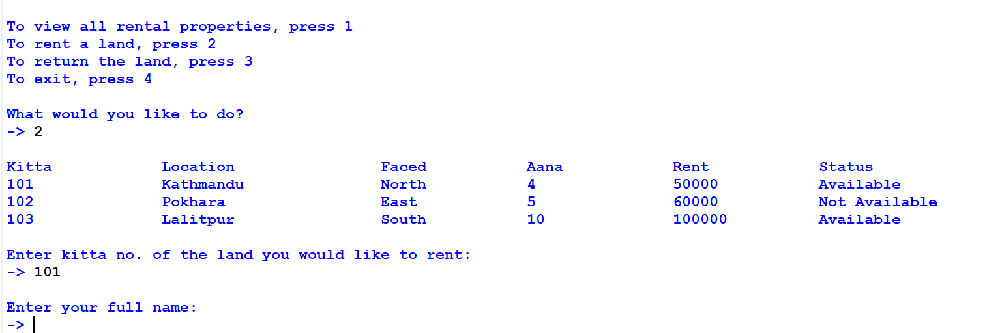 To view all rental properties, press 1
To rent a land, press 2
To return the land, press 3
To exit, press 4
What would you like to do?
-> 2
Kitta Location Faced Aana Rent Status
101 Kathmandu North 4 50000 Available
102 Pokhara East 5 60000 Not Available
103 Lalitpur South 10 100000 Available
Enter kitta no. of the land you would like to rent:
-> 101
Enter your full name:
->